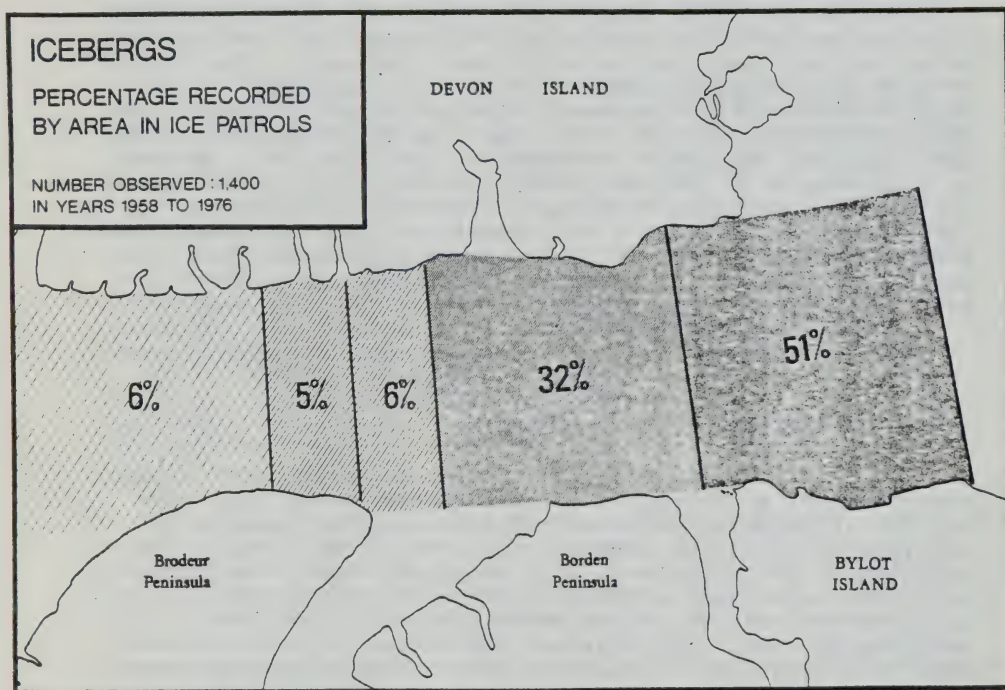 ICEBERGS
PERCENTAGE RECORDED
BY AREA IN ICE PATROLS
NUMBER OBSERVED : 1,400
IN YEARS 1958 TO 1976
DEVON ISLAND
6%
5%
6%
32%
51%
Brodeur
Peninsula
Borden
Peninsula
BYLOT
ISLAND